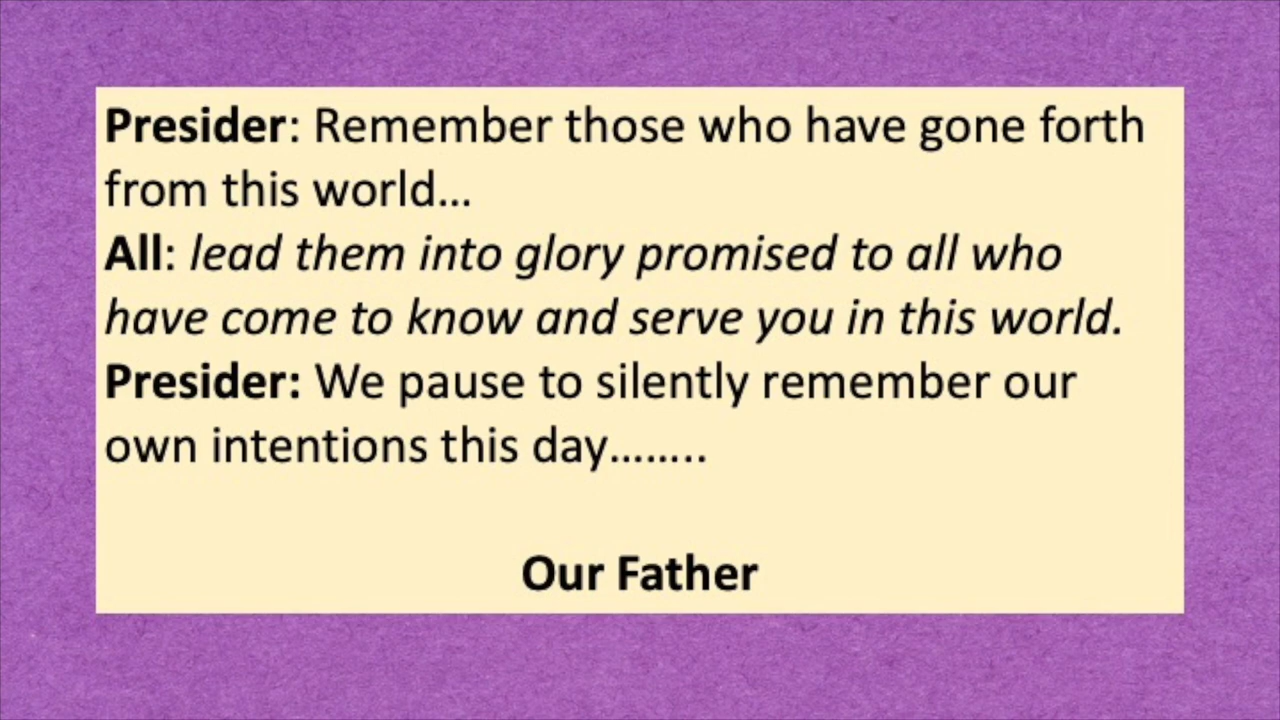 Presider: Remember those who have gone forth
from this world...
All: lead them into glory promised to all who
have come to know and serve you in this world.
Presider: We pause to silently remember our
own intentions this day........
Our Father